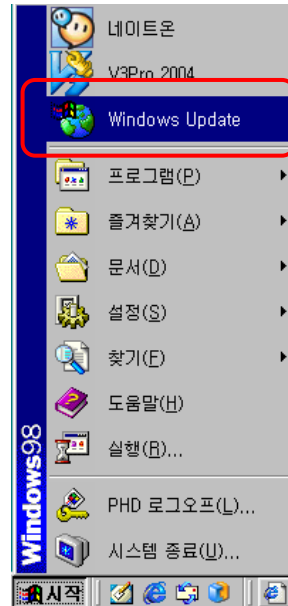 네이트온
V3Pro 2004
Windows Update
프로그램(P)
즐겨찾기(A)
문서(D)
설정(S)
찾기(F)
도움말(H)
실행(R)...
PHD 로그오프(L)...
시스템 종료(U)...
Windows98
시작